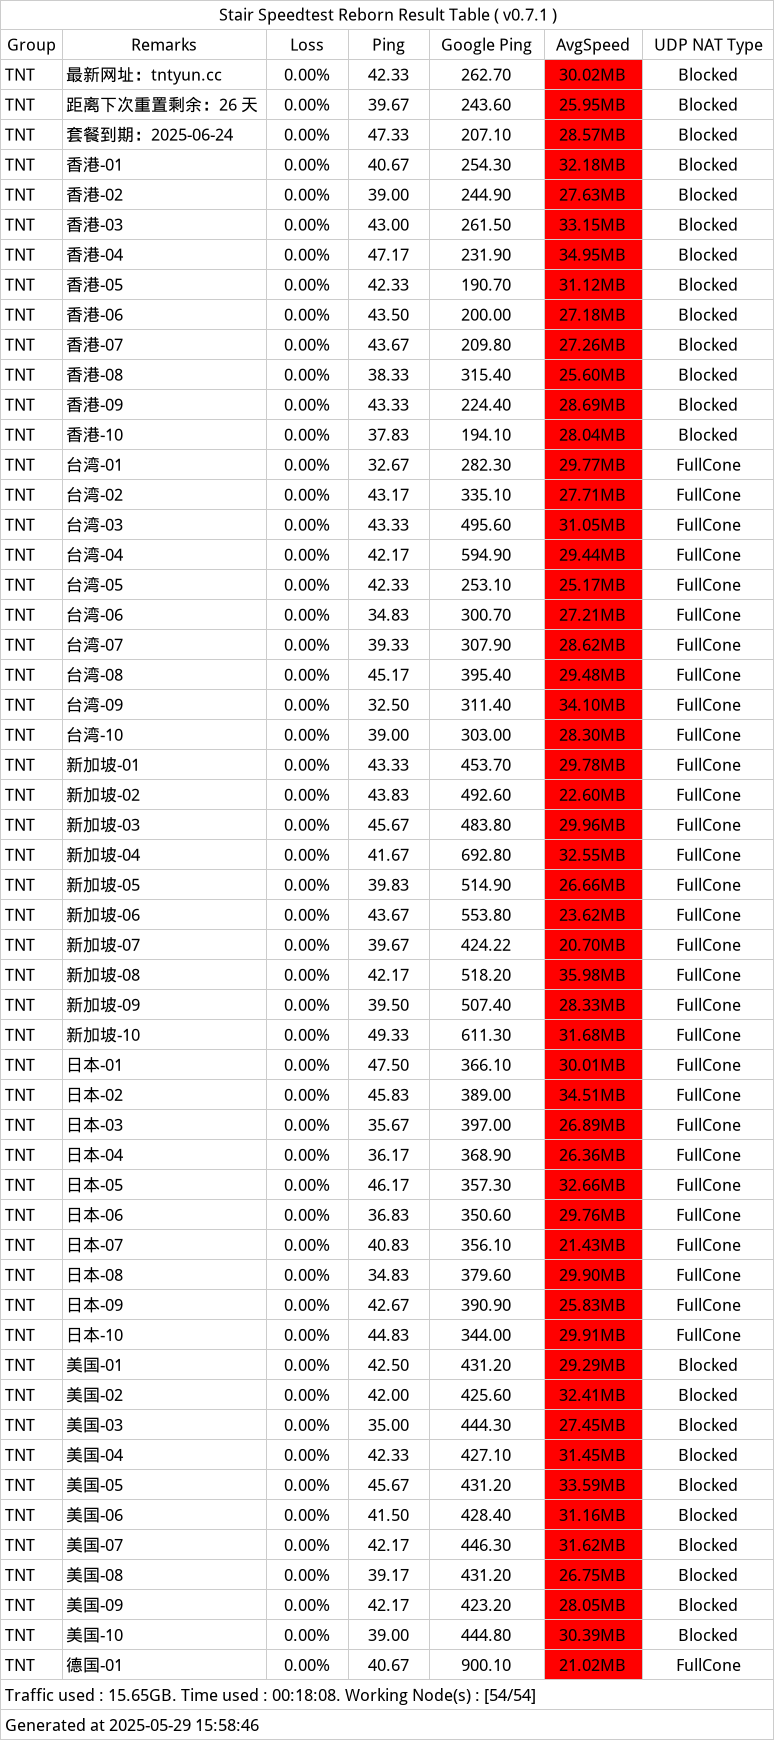 Stair Speedtest Reborn Result Table ( v0.7.1 )
Group Remarks Loss Ping Google Ping AvgSpeed UDP NAT Type
TNT 最新网址：tntyun.cc 0.00% 42.33 262.70 30.02MB Blocked
TNT 距离下次重置剩余：26 天 0.00% 39.67 243.60 25.95MB Blocked
TNT 套餐到期：2025-06-24 0.00% 47.33 207.10 28.57MB Blocked
TNT 香港-01 0.00% 40.67 254.30 32.18MB Blocked
TNT 香港-02 0.00% 39.00 244.90 27.63MB Blocked
TNT 香港-03 0.00% 43.00 261.50 33.15MB Blocked
TNT 香港-04 0.00% 47.17 231.90 34.95MB Blocked
TNT 香港-05 0.00% 42.33 190.70 31.12MB Blocked
TNT 香港-06 0.00% 43.50 200.00 27.18MB Blocked
TNT 香港-07 0.00% 43.67 209.80 27.26MB Blocked
TNT 香港-08 0.00% 38.33 315.40 25.60MB Blocked
TNT 香港-09 0.00% 43.33 224.40 28.69MB Blocked
TNT 香港-10 0.00% 37.83 194.10 28.04MB Blocked
TNT 台湾-01 0.00% 32.67 282.30 29.77MB FullCone
TNT 台湾-02 0.00% 43.17 335.10 27.71MB FullCone
TNT 台湾-03 0.00% 43.33 495.60 31.05MB FullCone
TNT 台湾-04 0.00% 42.17 594.90 29.44MB FullCone
TNT 台湾-05 0.00% 42.33 253.10 25.17MB FullCone
TNT 台湾-06 0.00% 34.83 300.70 27.21MB FullCone
TNT 台湾-07 0.00% 39.33 307.90 28.62MB FullCone
TNT 台湾-08 0.00% 45.17 395.40 29.48MB FullCone
TNT 台湾-09 0.00% 32.50 311.40 34.10MB FullCone
TNT 台湾-10 0.00% 39.00 303.00 28.30MB FullCone
TNT 新加坡-01 0.00% 43.33 453.70 29.78MB FullCone
TNT 新加坡-02 0.00% 43.83 492.60 22.60MB FullCone
TNT 新加坡-03 0.00% 45.67 483.80 29.96MB FullCone
TNT 新加坡-04 0.00% 41.67 692.80 32.55MB FullCone
TNT 新加坡-05 0.00% 39.83 514.90 26.66MB FullCone
TNT 新加坡-06 0.00% 43.67 553.80 23.62MB FullCone
TNT 新加坡-07 0.00% 39.67 424.22 20.70MB FullCone
TNT 新加坡-08 0.00% 42.17 518.20 35.98MB FullCone
TNT 新加坡-09 0.00% 39.50 507.40 28.33MB FullCone
TNT 新加坡-10 0.00% 49.33 611.30 31.68MB FullCone
TNT 日本-01 0.00% 47.50 366.10 30.01MB FullCone
TNT 日本-02 0.00% 45.83 389.00 34.51MB FullCone
TNT 日本-03 0.00% 35.67 397.00 26.89MB FullCone
TNT 日本-04 0.00% 36.17 368.90 26.36MB FullCone
TNT 日本-05 0.00% 46.17 357.30 32.66MB FullCone
TNT 日本-06 0.00% 36.83 350.60 29.76MB FullCone
TNT 日本-07 0.00% 40.83 356.10 21.43MB FullCone
TNT 日本-08 0.00% 34.83 379.60 29.90MB FullCone
TNT 日本-09 0.00% 42.67 390.90 25.83MB FullCone
TNT 日本-10 0.00% 44.83 344.00 29.91MB FullCone
TNT 美国-01 0.00% 42.50 431.20 29.29MB Blocked
TNT 美国-02 0.00% 42.00 425.60 32.41MB Blocked
TNT 美国-03 0.00% 35.00 444.30 27.45MB Blocked
TNT 美国-04 0.00% 42.33 427.10 31.45MB Blocked
TNT 美国-05 0.00% 45.67 431.20 33.59MB Blocked
TNT 美国-06 0.00% 41.50 428.40 31.16MB Blocked
TNT 美国-07 0.00% 42.17 446.30 31.62MB Blocked
TNT 美国-08 0.00% 39.17 431.20 26.75MB Blocked
TNT 美国-09 0.00% 42.17 423.20 28.05MB Blocked
TNT 美国-10 0.00% 39.00 444.80 30.39MB Blocked
TNT 德国-01 0.00% 40.67 900.10 21.02MB FullCone
Traffic used : 15.65GB. Time used : 00:18:08. Working Node(s) : [54/54]
Generated at 2025-05-29 15:58:46